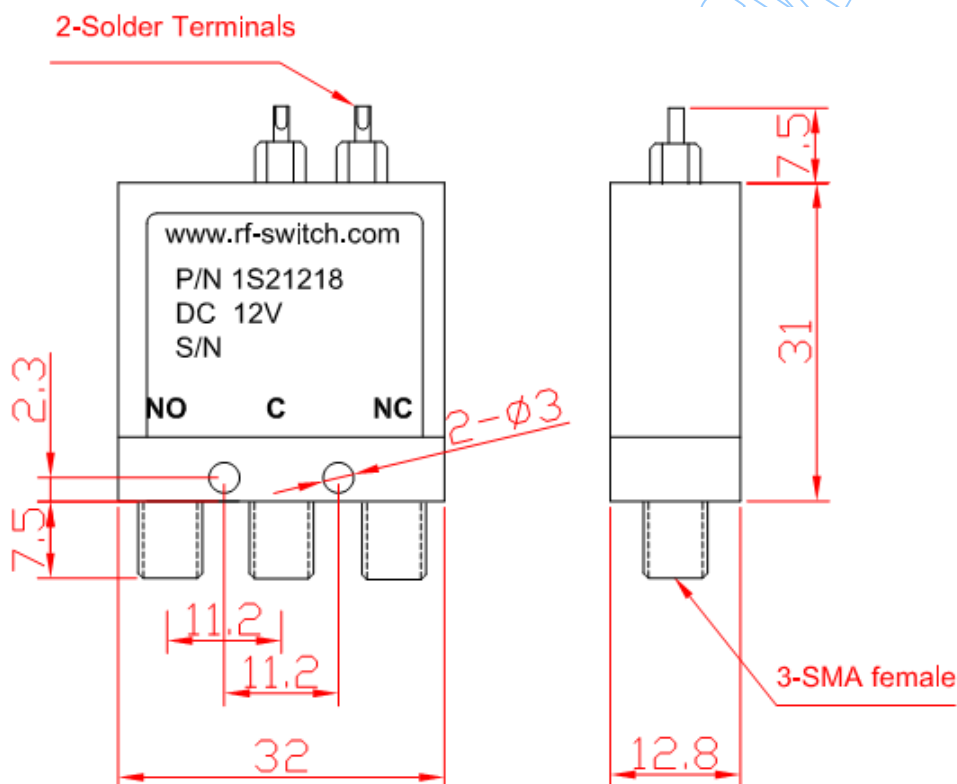 2-Solder Terminals
www.rf-switch.com
P/N 1S21218
DC 12V
S/N
NO C NC
2-Ø3
2.3
7.5
11.2
11.2
32
7.5
31
3-SMA female
12.8